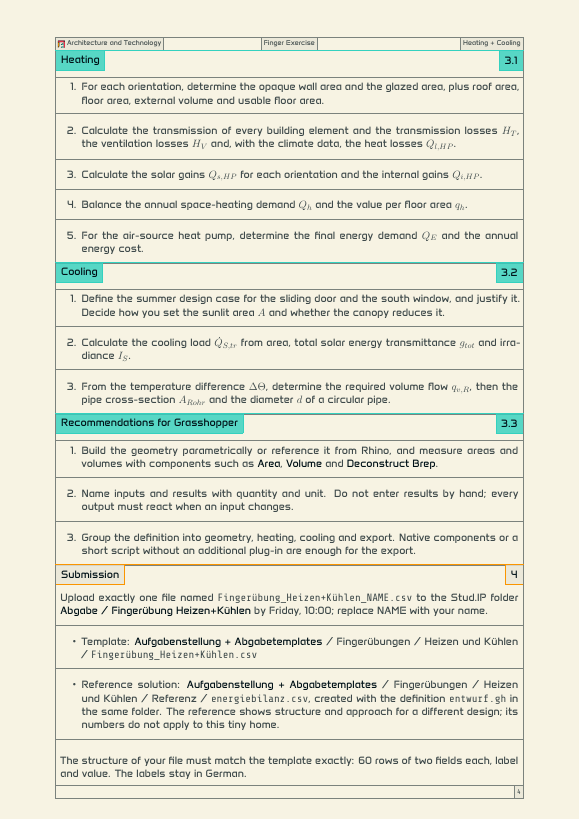 Architecture and Technology
Finger Exercise
Heating + Cooling
Heating
3.1
1. For each orientation, determine the opaque wall area and the glazed area, plus roof area,
floor area, external volume and usable floor area.
2. Calculate the transmission of every building element and the transmission losses H_T,
the ventilation losses H_V and, with the climate data, the heat losses Q_l,HP.
3. Calculate the solar gains Q_s,HP for each orientation and the internal gains Q_i,HP.
4. Balance the annual space-heating demand Q_h and the value per floor area q_h.
5. For the air-source heat pump, determine the final energy demand Q_E and the annual
energy cost.
Cooling
3.2
1. Define the summer design case for the sliding door and the south window, and justify it.
Decide how you set the sunlit area A and whether the canopy reduces it.
2. Calculate the cooling load Q̇_S,tr from area, total solar energy transmittance g_tot and irra-
diance I_S.
3. From the temperature difference ΔΘ, determine the required volume flow q_v,R, then the
pipe cross-section A_Rohr and the diameter d of a circular pipe.
Recommendations for Grasshopper
3.3
1. Build the geometry parametrically or reference it from Rhino, and measure areas and
volumes with components such as Area, Volume and Deconstruct Brep.
2. Name inputs and results with quantity and unit. Do not enter results by hand; every
output must react when an input changes.
3. Group the definition into geometry, heating, cooling and export. Native components or a
short script without an additional plug-in are enough for the export.
Submission
4
Upload exactly one file named Fingerübung_Heizen+Kühlen_NAME.csv to the Stud.IP folder
Abgabe / Fingerübung Heizen+Kühlen by Friday, 10:00; replace NAME with your name.
• Template: Aufgabenstellung + Abgabetemplates / Fingerübungen / Heizen und Kühlen
/ Fingerübung_Heizen+Kühlen.csv
• Reference solution: Aufgabenstellung + Abgabetemplates / Fingerübungen / Heizen
und Kühlen / Referenz / energiebilanz.csv, created with the definition entwurf.gh in
the same folder. The reference shows structure and approach for a different design; its
numbers do not apply to this tiny home.
The structure of your file must match the template exactly: 60 rows of two fields each, label
and value. The labels stay in German.
4